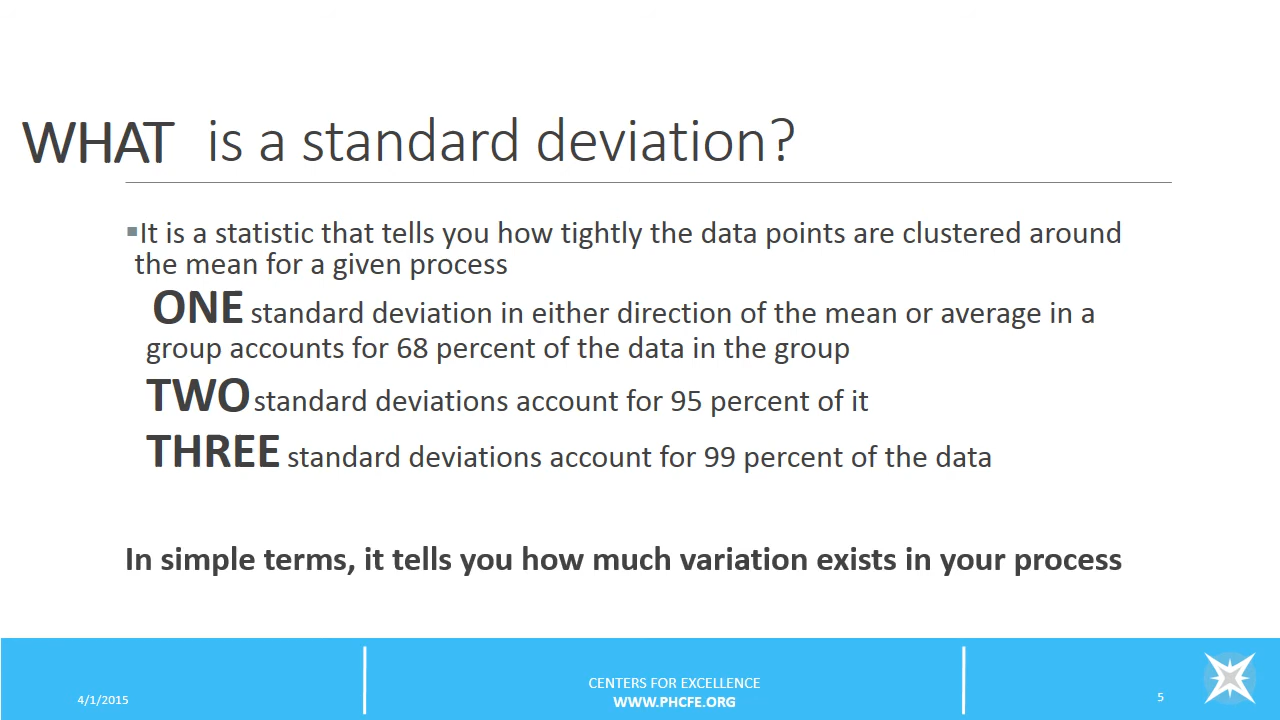 WHAT is a standard deviation?
▪It is a statistic that tells you how tightly the data points are clustered around
the mean for a given process
ONE standard deviation in either direction of the mean or average in a
group accounts for 68 percent of the data in the group
TWO standard deviations account for 95 percent of it
THREE standard deviations account for 99 percent of the data
In simple terms, it tells you how much variation exists in your process
4/1/2015
CENTERS FOR EXCELLENCE
WWW.PHCFE.ORG
5